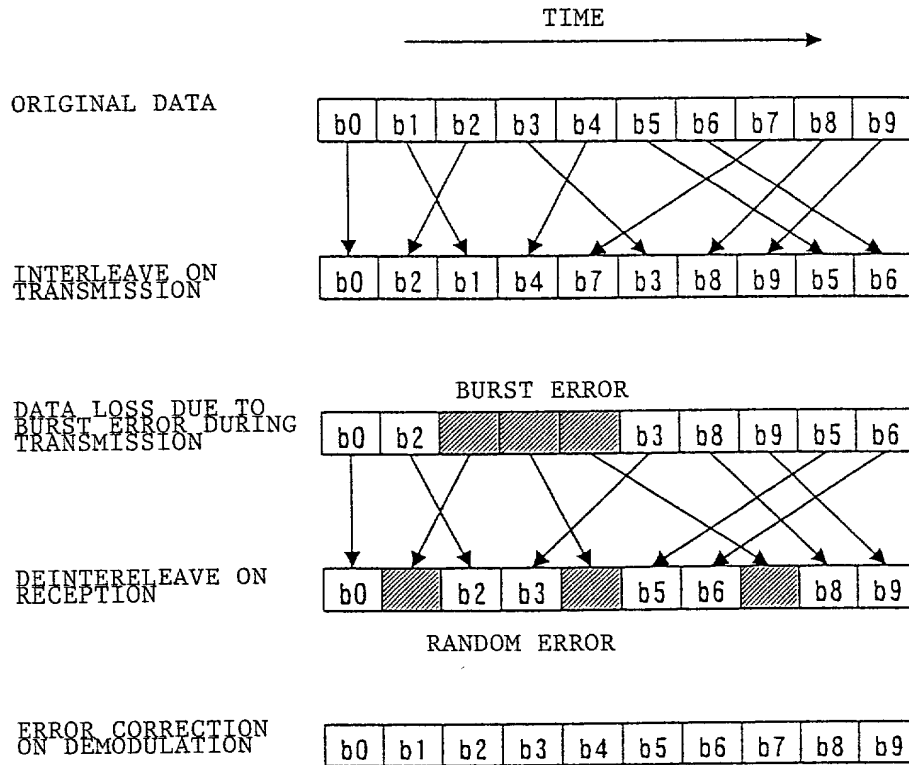 TIME
ORIGINAL DATA
b0 b1 b2 b3 b4 b5 b6 b7 b8 b9
INTERLEAVE ON
TRANSMISSION
b0 b2 b1 b4 b7 b3 b8 b9 b5 b6
BURST ERROR
DATA LOSS DUE TO
BURST ERROR DURING
TRANSMISSION
b0 b2 b3 b8 b9 b5 b6
DEINTERELEAVE ON
RECEPTION
b0 b2 b3 b5 b6 b8 b9
RANDOM ERROR
ERROR CORRECTION
ON DEMODULATION
b0 b1 b2 b3 b4 b5 b6 b7 b8 b9